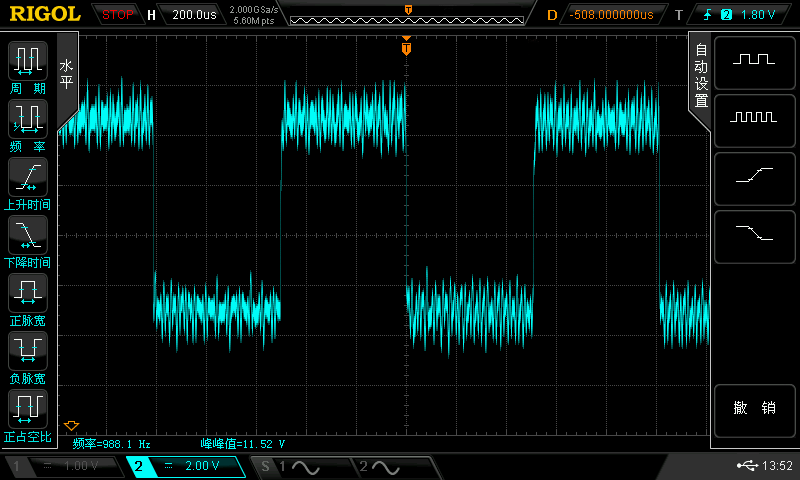 RIGOL STOP H 200.0us 2.000GSa/s 5.60M pts T D -508.000000us T 2 1.80 V
水平
周 期
频 率
上升时间
下降时间
正脉宽
负脉宽
正占空比
T
自动设置
撤 销
频率=988.1 Hz 峰峰值=11.52 V
1 1.00 V 2 2.00 V S 1 2 13:52